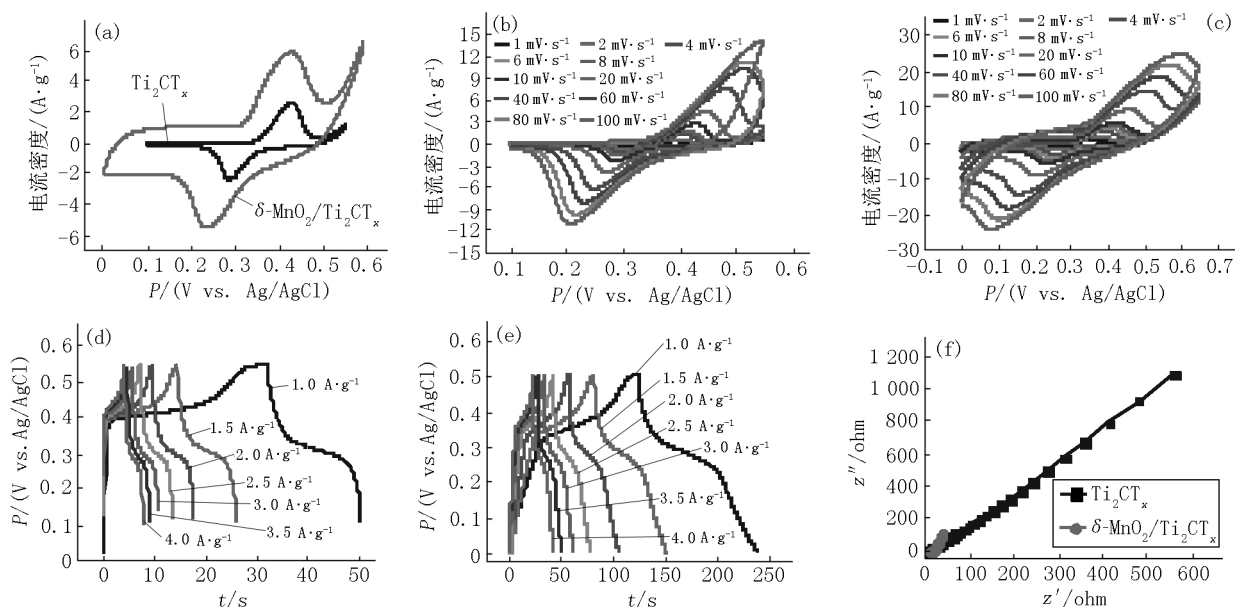 (a)
6
4
2
0
-2
-4
-6
0 0.1 0.2 0.3 0.4 0.5 0.6
电流密度/(A·g⁻¹)
P/(V vs. Ag/AgCl)
Ti₂CTₓ
δ-MnO₂/Ti₂CTₓ
(b)
15
12
9
6
3
0
-3
-6
-9
-12
15
0.1 0.2 0.3 0.4 0.5
电流密度/(A·g⁻¹)
P/(V vs. Ag/AgCl)
1 mV·s⁻¹ 2 mV·s⁻¹ 4 mV·s⁻¹
6 mV·s⁻¹ 8 mV·s⁻¹
10 mV·s⁻¹ 20 mV·s⁻¹
40 mV·s⁻¹ 60 mV·s⁻¹
80 mV·s⁻¹ 100 mV·s⁻¹
(c)
30
20
10
0
-10
-20
-30
-0.1 0 0.1 0.2 0.3 0.4 0.5 0.6 0.7
电流密度/(A·g⁻¹)
P/(V vs. Ag/AgCl)
1 mV·s⁻¹ 2 mV·s⁻¹ 4 mV·s⁻¹
6 mV·s⁻¹ 8 mV·s⁻¹
10 mV·s⁻¹ 20 mV·s⁻¹
40 mV·s⁻¹ 60 mV·s⁻¹
80 mV·s⁻¹ 100 mV·s⁻¹
(d)
0.6
0.5
0.4
0.3
0.2
0.1
0
0 10 20 30 40 50
P/(V vs.Ag/AgCl)
t/s
1.0 A·g⁻¹
1.5 A·g⁻¹
2.0 A·g⁻¹
2.5 A·g⁻¹
3.0 A·g⁻¹
3.5 A·g⁻¹
4.0 A·g⁻¹
(e)
0.6
0.5
0.4
0.3
0.2
0.1
0
0 50 100 150 200 250
P/(V vs.Ag/AgCl)
t/s
1.0 A·g⁻¹
1.5 A·g⁻¹
2.0 A·g⁻¹
2.5 A·g⁻¹
3.0 A·g⁻¹
3.5 A·g⁻¹
4.0 A·g⁻¹
(f)
1 200
1 000
800
600
400
200
0
0 100 200 300 400 500 600
z″/ohm
z′/ohm
Ti₂CTₓ
δ-MnO₂/Ti₂CTₓ